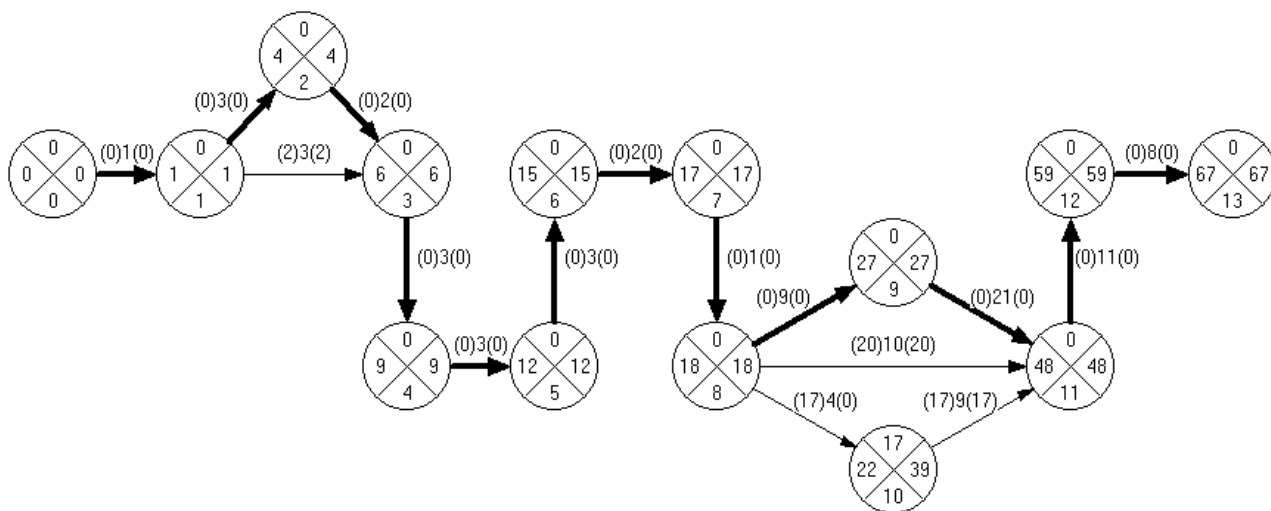 0
4 4
2
(0)3(0) (0)2(0)
0 0 0 0 0 0 0
(0)1(0) (2)3(2) (0)2(0) (0)8(0)
0 0 1 1 6 6 15 15 17 17 59 59 67 67
0 1 3 6 7 12 13
(0)3(0) (0)3(0) (0)1(0) (0)11(0)
0
27 27
9
(0)9(0) (0)21(0)
0 0 0 0
(0)3(0) (20)10(20)
9 9 12 12 18 18 48 48
4 5 8 11
(17)4(0) (17)9(17)
17
22 39
10